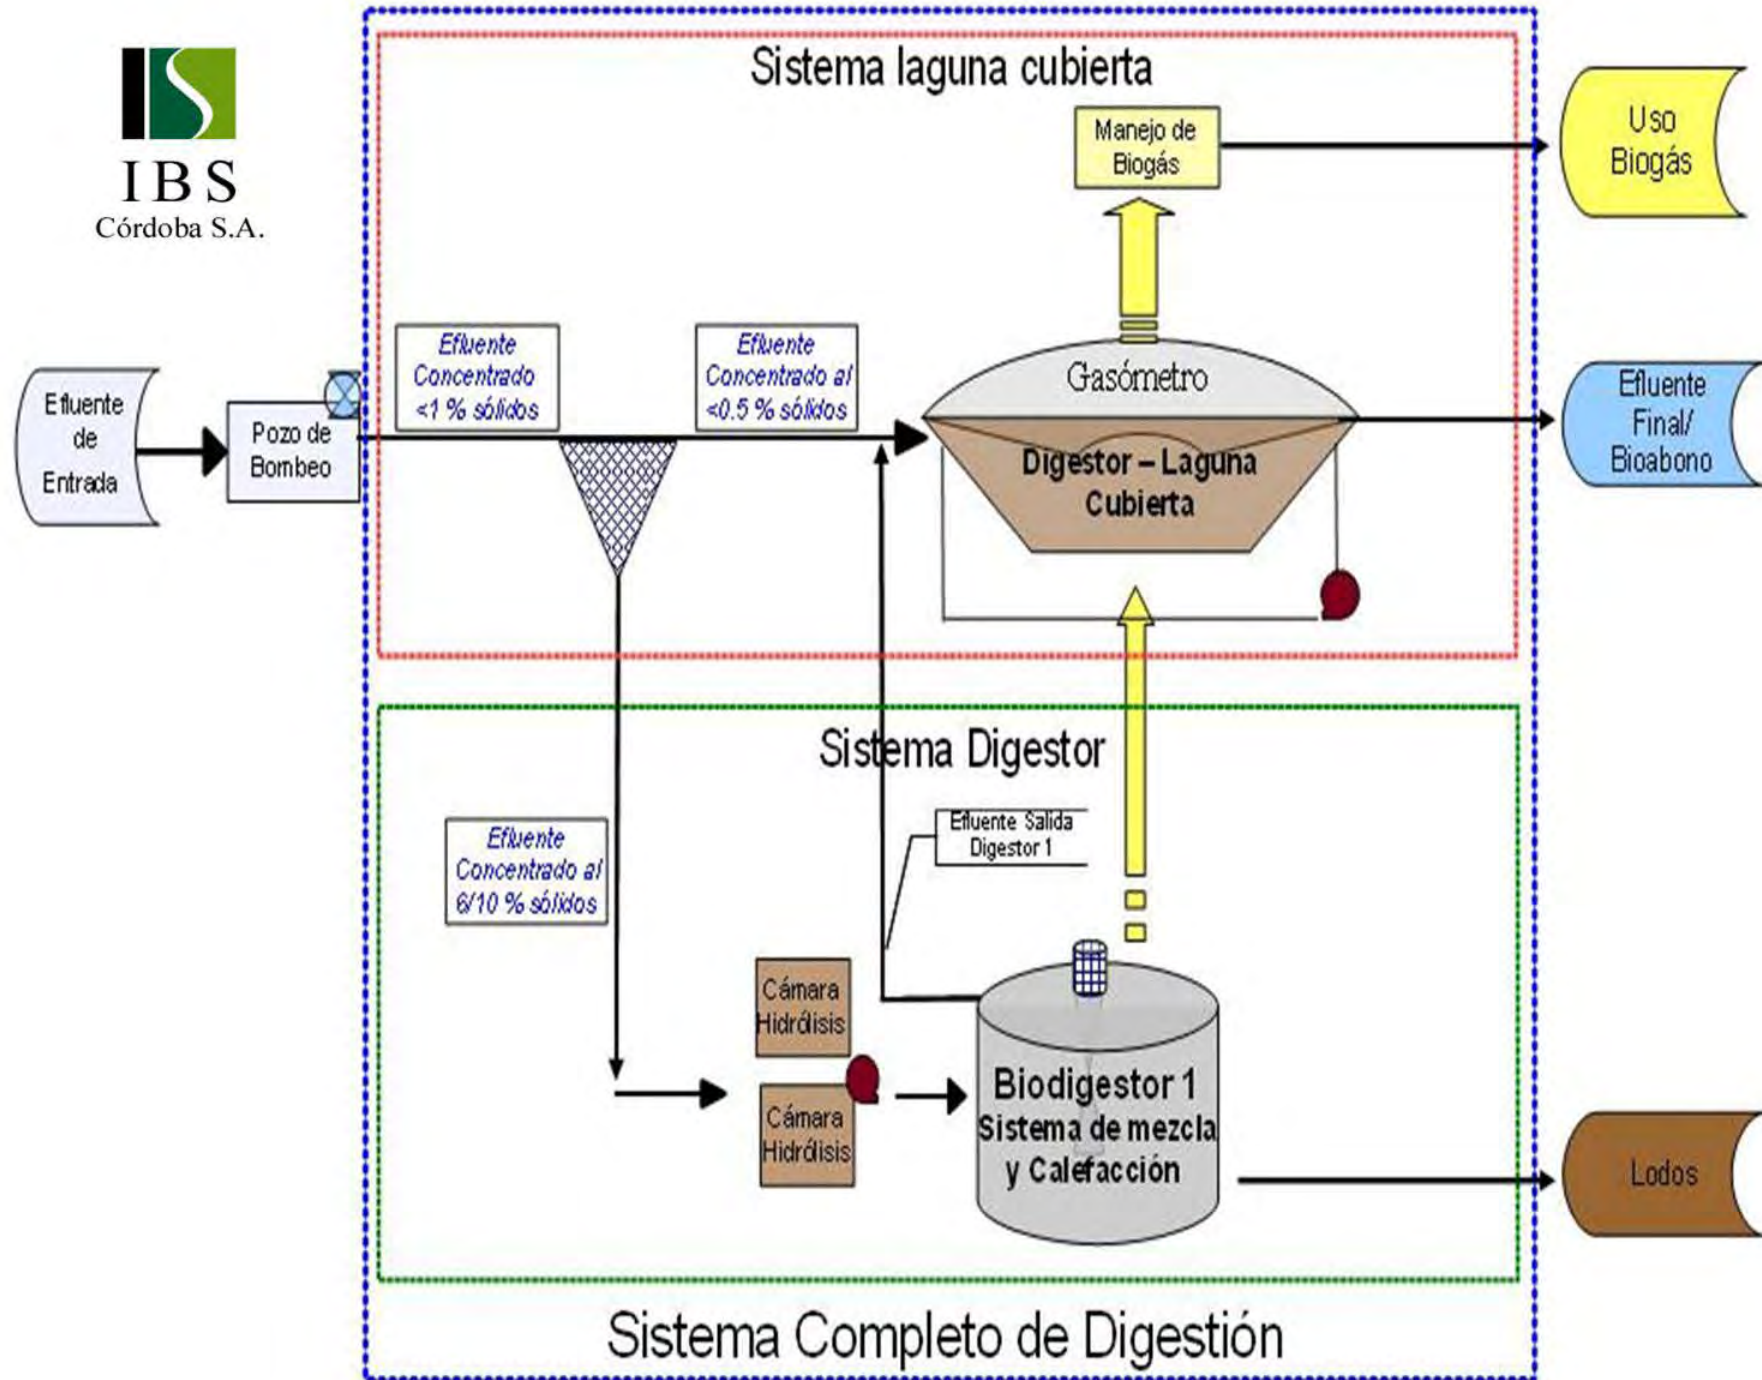 Sistema laguna cubierta
IBS
Córdoba S.A.
Manejo de
Biogás
Uso
Biogás
Efluente
de
Entrada
Pozo de
Bombeo
Efluente
Concentrado
<1 % sólidos
Efluente
Concentrado al
<0.5 % sólidos
Gasómetro
Digestor – Laguna
Cubierta
Efluente
Final/
Bioabono
Sistema Digestor
Efluente Salida
Digestor 1
Efluente
Concentrado al
6/10 % sólidos
Cámara
Hidrólisis
Cámara
Hidrólisis
Biodigestor 1
Sistema de mezcla
y Calefacción
Lodos
Sistema Completo de Digestión